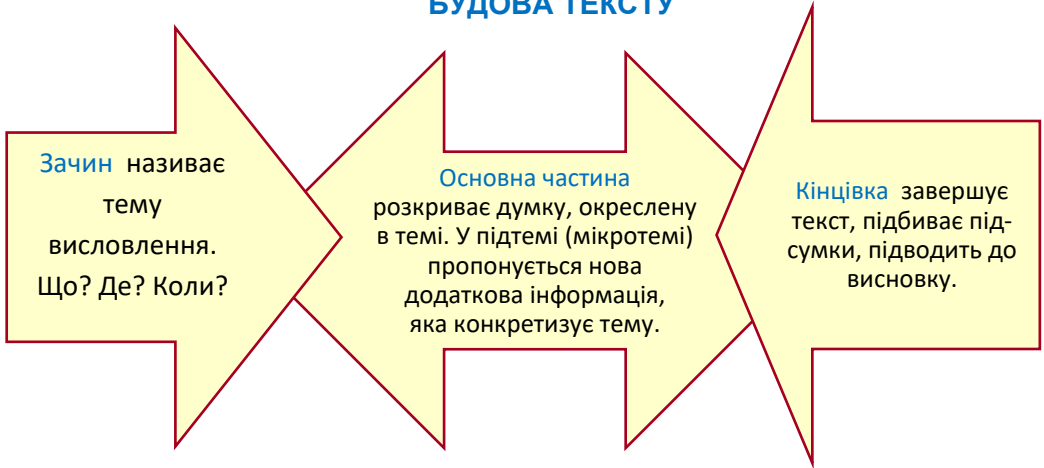 БУДОВА ТЕКСТУ
Зачин називає
тему
висловлення.
Що? Де? Коли?
Основна частина
розкриває думку, окреслену
в темі. У підтемі (мікротемі)
пропонується нова
додаткова інформація,
яка конкретизує тему.
Кінцівка завершує
текст, підбиває під-
сумки, підводить до
висновку.